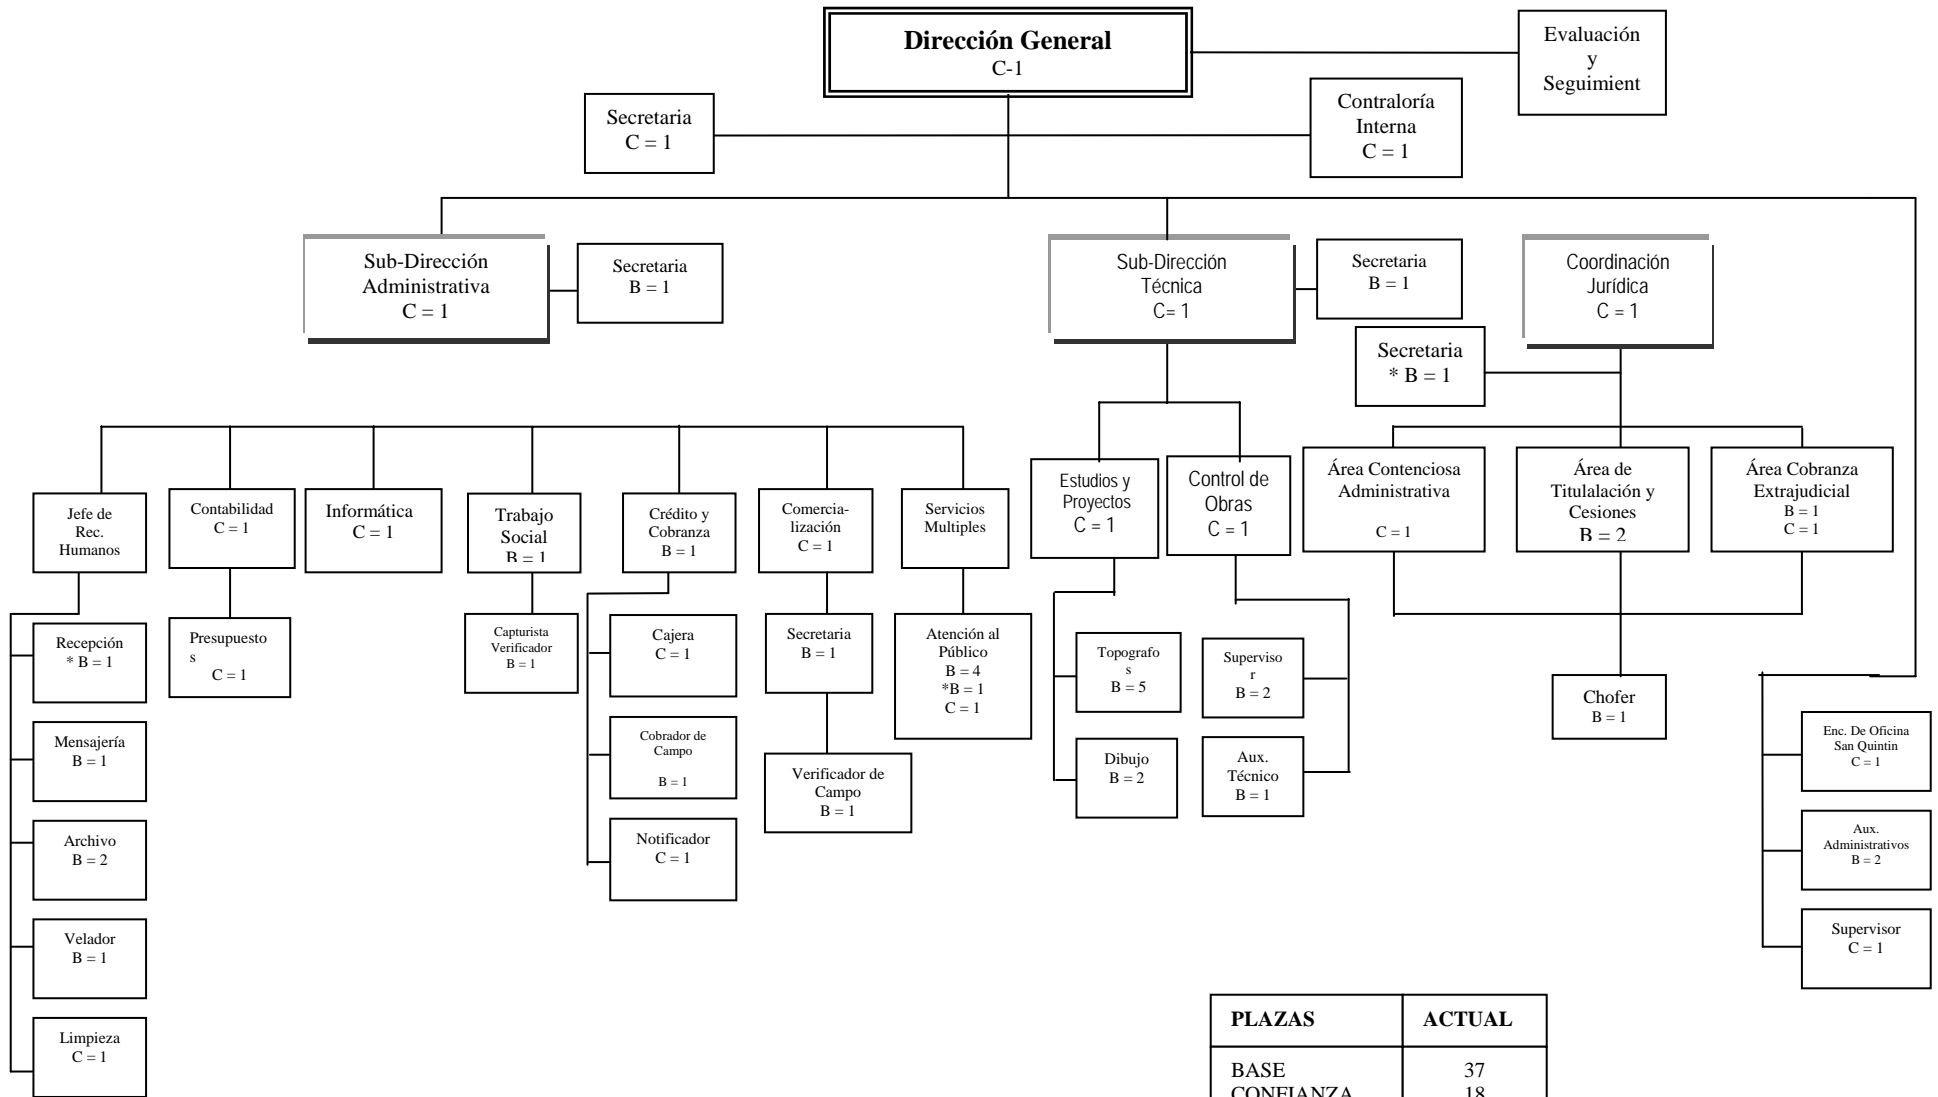 Dirección General
C-1
Evaluación
y
Seguimient
Secretaria
C = 1
Contraloría
Interna
C = 1
Sub-Dirección
Administrativa
C = 1
Secretaria
B = 1
Sub-Dirección
Técnica
C= 1
Secretaria
B = 1
Coordinación
Jurídica
C = 1
Secretaria
* B = 1
Jefe de
Rec.
Humanos
Contabilidad
C = 1
Informática
C = 1
Trabajo
Social
B = 1
Crédito y
Cobranza
B = 1
Comercia-
lización
C = 1
Servicios
Multiples
Estudios y
Proyectos
C = 1
Control de
Obras
C = 1
Área Contenciosa
Administrativa
C = 1
Área de
Titulalación y
Cesiones
B = 2
Área Cobranza
Extrajudicial
B = 1
C = 1
Recepción
* B = 1
Mensajería
B = 1
Archivo
B = 2
Velador
B = 1
Limpieza
C = 1
Presupuesto
s
C = 1
Capturista
Verificador
B = 1
Cajera
C = 1
Cobrador de
Campo
B = 1
Notificador
C = 1
Secretaria
B = 1
Verificador de
Campo
B = 1
Atención al
Público
B = 4
*B = 1
C = 1
Topografo
s
B = 5
Dibujo
B = 2
Superviso
r
B = 2
Aux.
Técnico
B = 1
Chofer
B = 1
Enc. De Oficina
San Quintin
C = 1
Aux.
Administrativos
B = 2
Supervisor
C = 1
PLAZAS ACTUAL
BASE 37
CONFIANZA 18